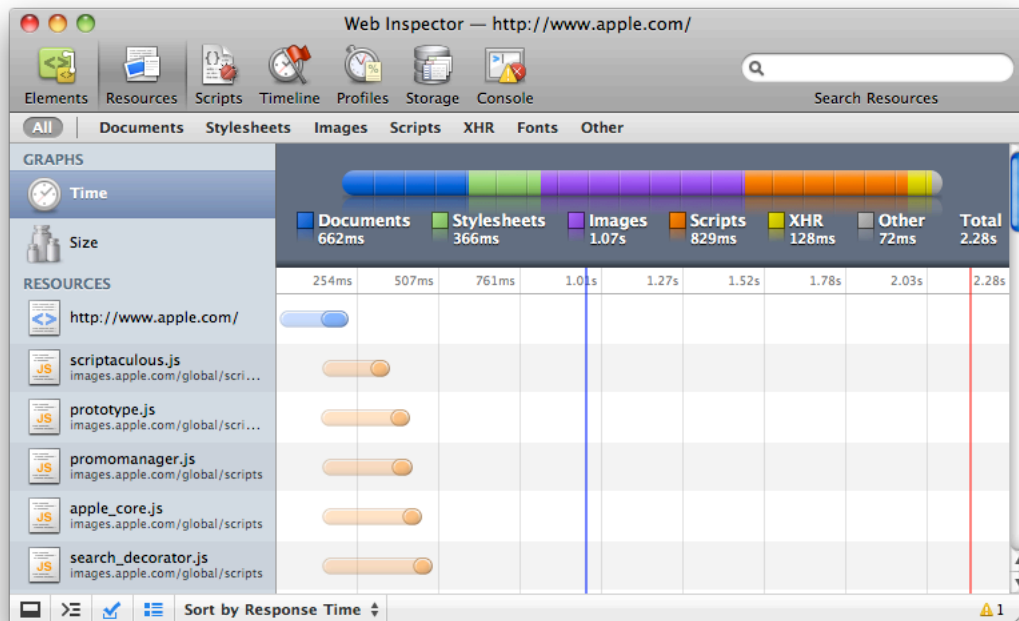 Web Inspector — http://www.apple.com/
Elements Resources Scripts Timeline Profiles Storage Console
Search Resources
All Documents Stylesheets Images Scripts XHR Fonts Other
GRAPHS
Time
Size
Documents Stylesheets Images Scripts XHR Other Total
662ms 366ms 1.07s 829ms 128ms 72ms 2.28s
RESOURCES
254ms 507ms 761ms 1.01s 1.27s 1.52s 1.78s 2.03s 2.28s
http://www.apple.com/
JS
scriptaculous.js
images.apple.com/global/scri...
JS
prototype.js
images.apple.com/global/scri...
JS
promomanager.js
images.apple.com/global/scripts
JS
apple_core.js
images.apple.com/global/scripts
JS
search_decorator.js
images.apple.com/global/scripts
Sort by Response Time
1